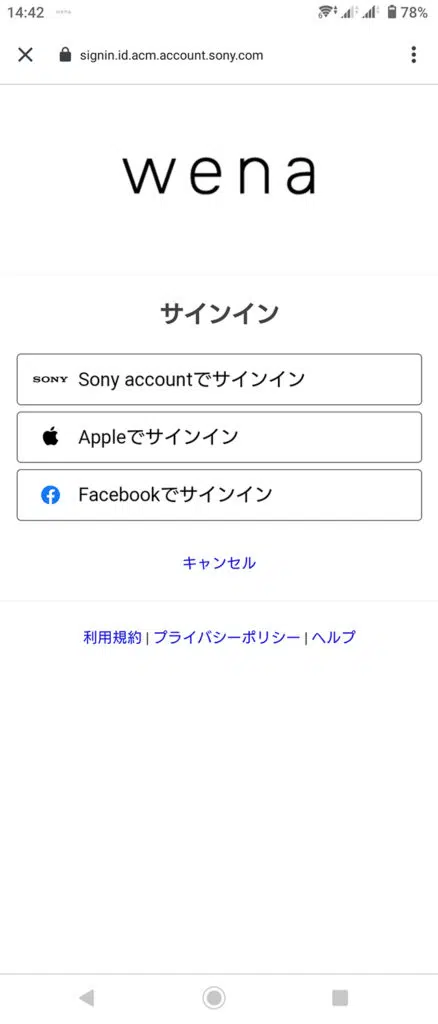 14:42 wena 78%
signin.id.acm.account.sony.com
wena
サインイン
SONY Sony accountでサインイン
Appleでサインイン
Facebookでサインイン
キャンセル
利用規約 | プライバシーポリシー | ヘルプ